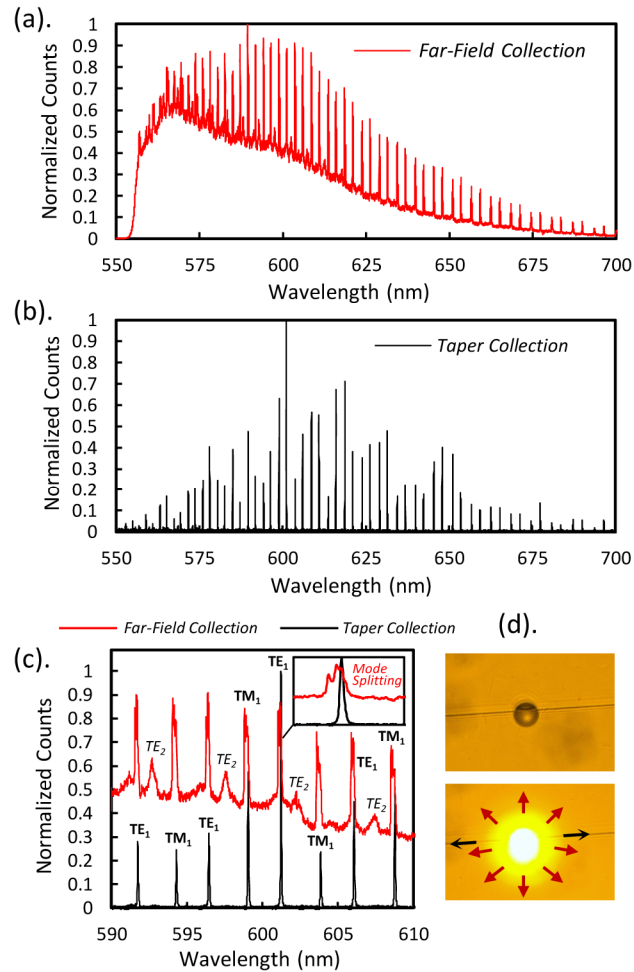 (a).
1
0.9
0.8
0.7
0.6
0.5
0.4
0.3
0.2
0.1
0
Normalized Counts
Far-Field Collection
550 575 600 625 650 675 700
Wavelength (nm)
(b).
1
0.9
0.8
0.7
0.6
0.5
0.4
0.3
0.2
0.1
0
Normalized Counts
Taper Collection
550 575 600 625 650 675 700
Wavelength (nm)
Far-Field Collection Taper Collection
(c).
1
0.9
0.8
0.7
0.6
0.5
0.4
0.3
0.2
0.1
0
Normalized Counts
TE1
Mode
Splitting
TM1
TM1
TE2
TE2
TE2
TE1
TE2
TE1
TM1
TE1
TM1
590 595 600 605 610
Wavelength (nm)
(d).